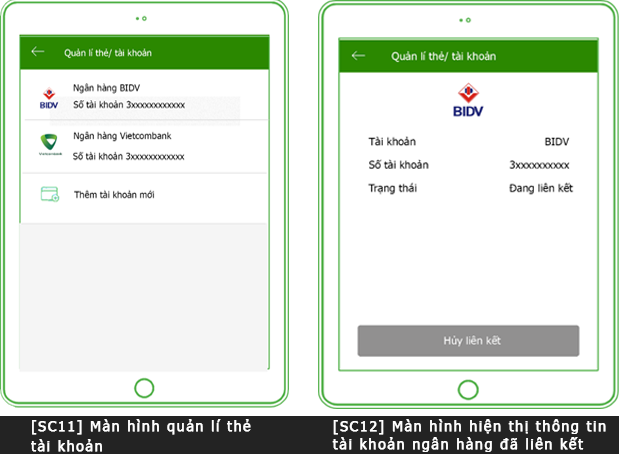 Quản lí thẻ/ tài khoản
Ngân hàng BIDV
BIDV
Số tài khoản 3xxxxxxxxxxxx
Ngân hàng Vietcombank
Vietcombank
Số tài khoản 3xxxxxxxxxxxx
Thêm tài khoản mới
[SC11] Màn hình quản lí thẻ
tài khoản
Quản lí thẻ/ tài khoản
BIDV
Tài khoản BIDV
Số tài khoản 3xxxxxxxxxx
Trạng thái Đang liên kết
Hủy liên kết
[SC12] Màn hình hiện thị thông tin
tài khoản ngân hàng đã liên kết